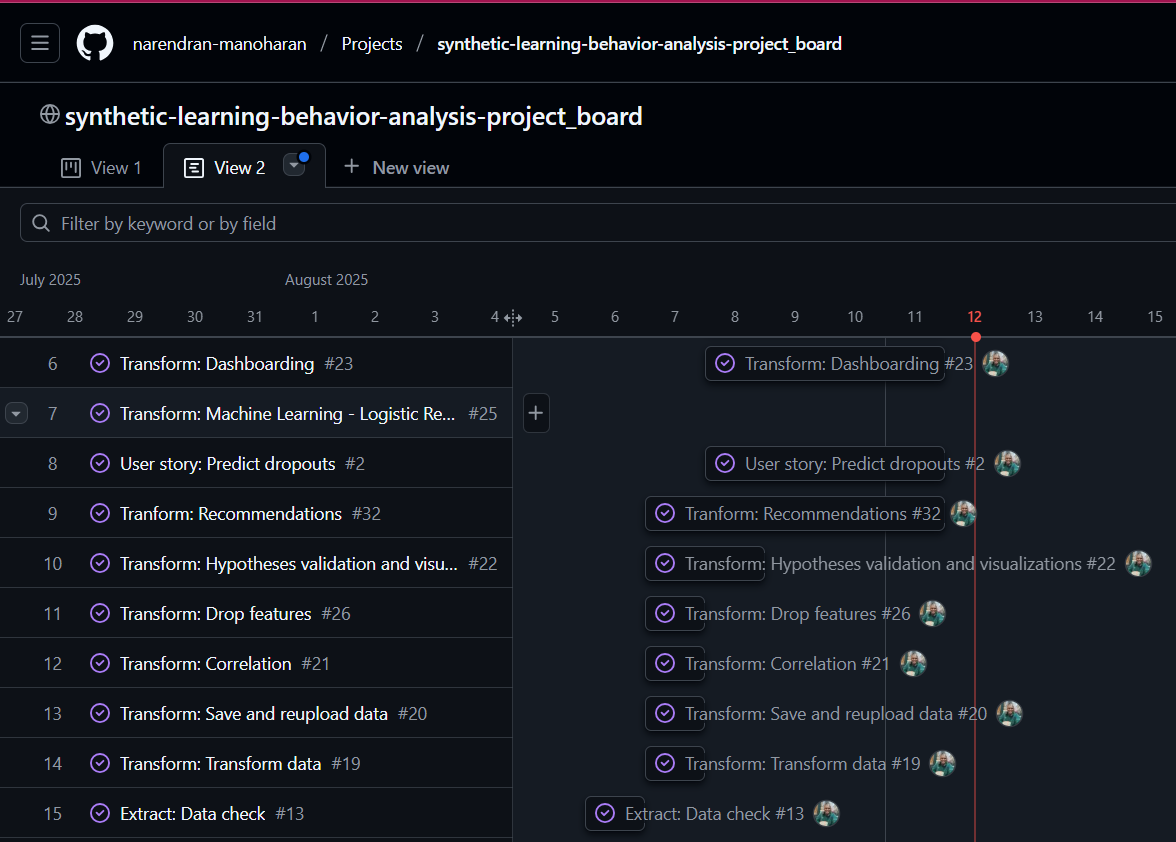 narendran-manoharan / Projects / synthetic-learning-behavior-analysis-project_board
synthetic-learning-behavior-analysis-project_board
View 1 View 2 New view
Filter by keyword or by field
July 2025 August 2025
27 28 29 30 31 1 2 3 4 5 6 7 8 9 10 11 12 13 14 15
6 Transform: Dashboarding #23 Transform: Dashboarding #23
7 Transform: Machine Learning - Logistic Re... #25
8 User story: Predict dropouts #2 User story: Predict dropouts #2
9 Tranform: Recommendations #32 Tranform: Recommendations #32
10 Transform: Hypotheses validation and visu... #22 Transform: Hypotheses validation and visualizations #22
11 Transform: Drop features #26 Transform: Drop features #26
12 Transform: Correlation #21 Transform: Correlation #21
13 Transform: Save and reupload data #20 Transform: Save and reupload data #20
14 Transform: Transform data #19 Transform: Transform data #19
15 Extract: Data check #13 Extract: Data check #13